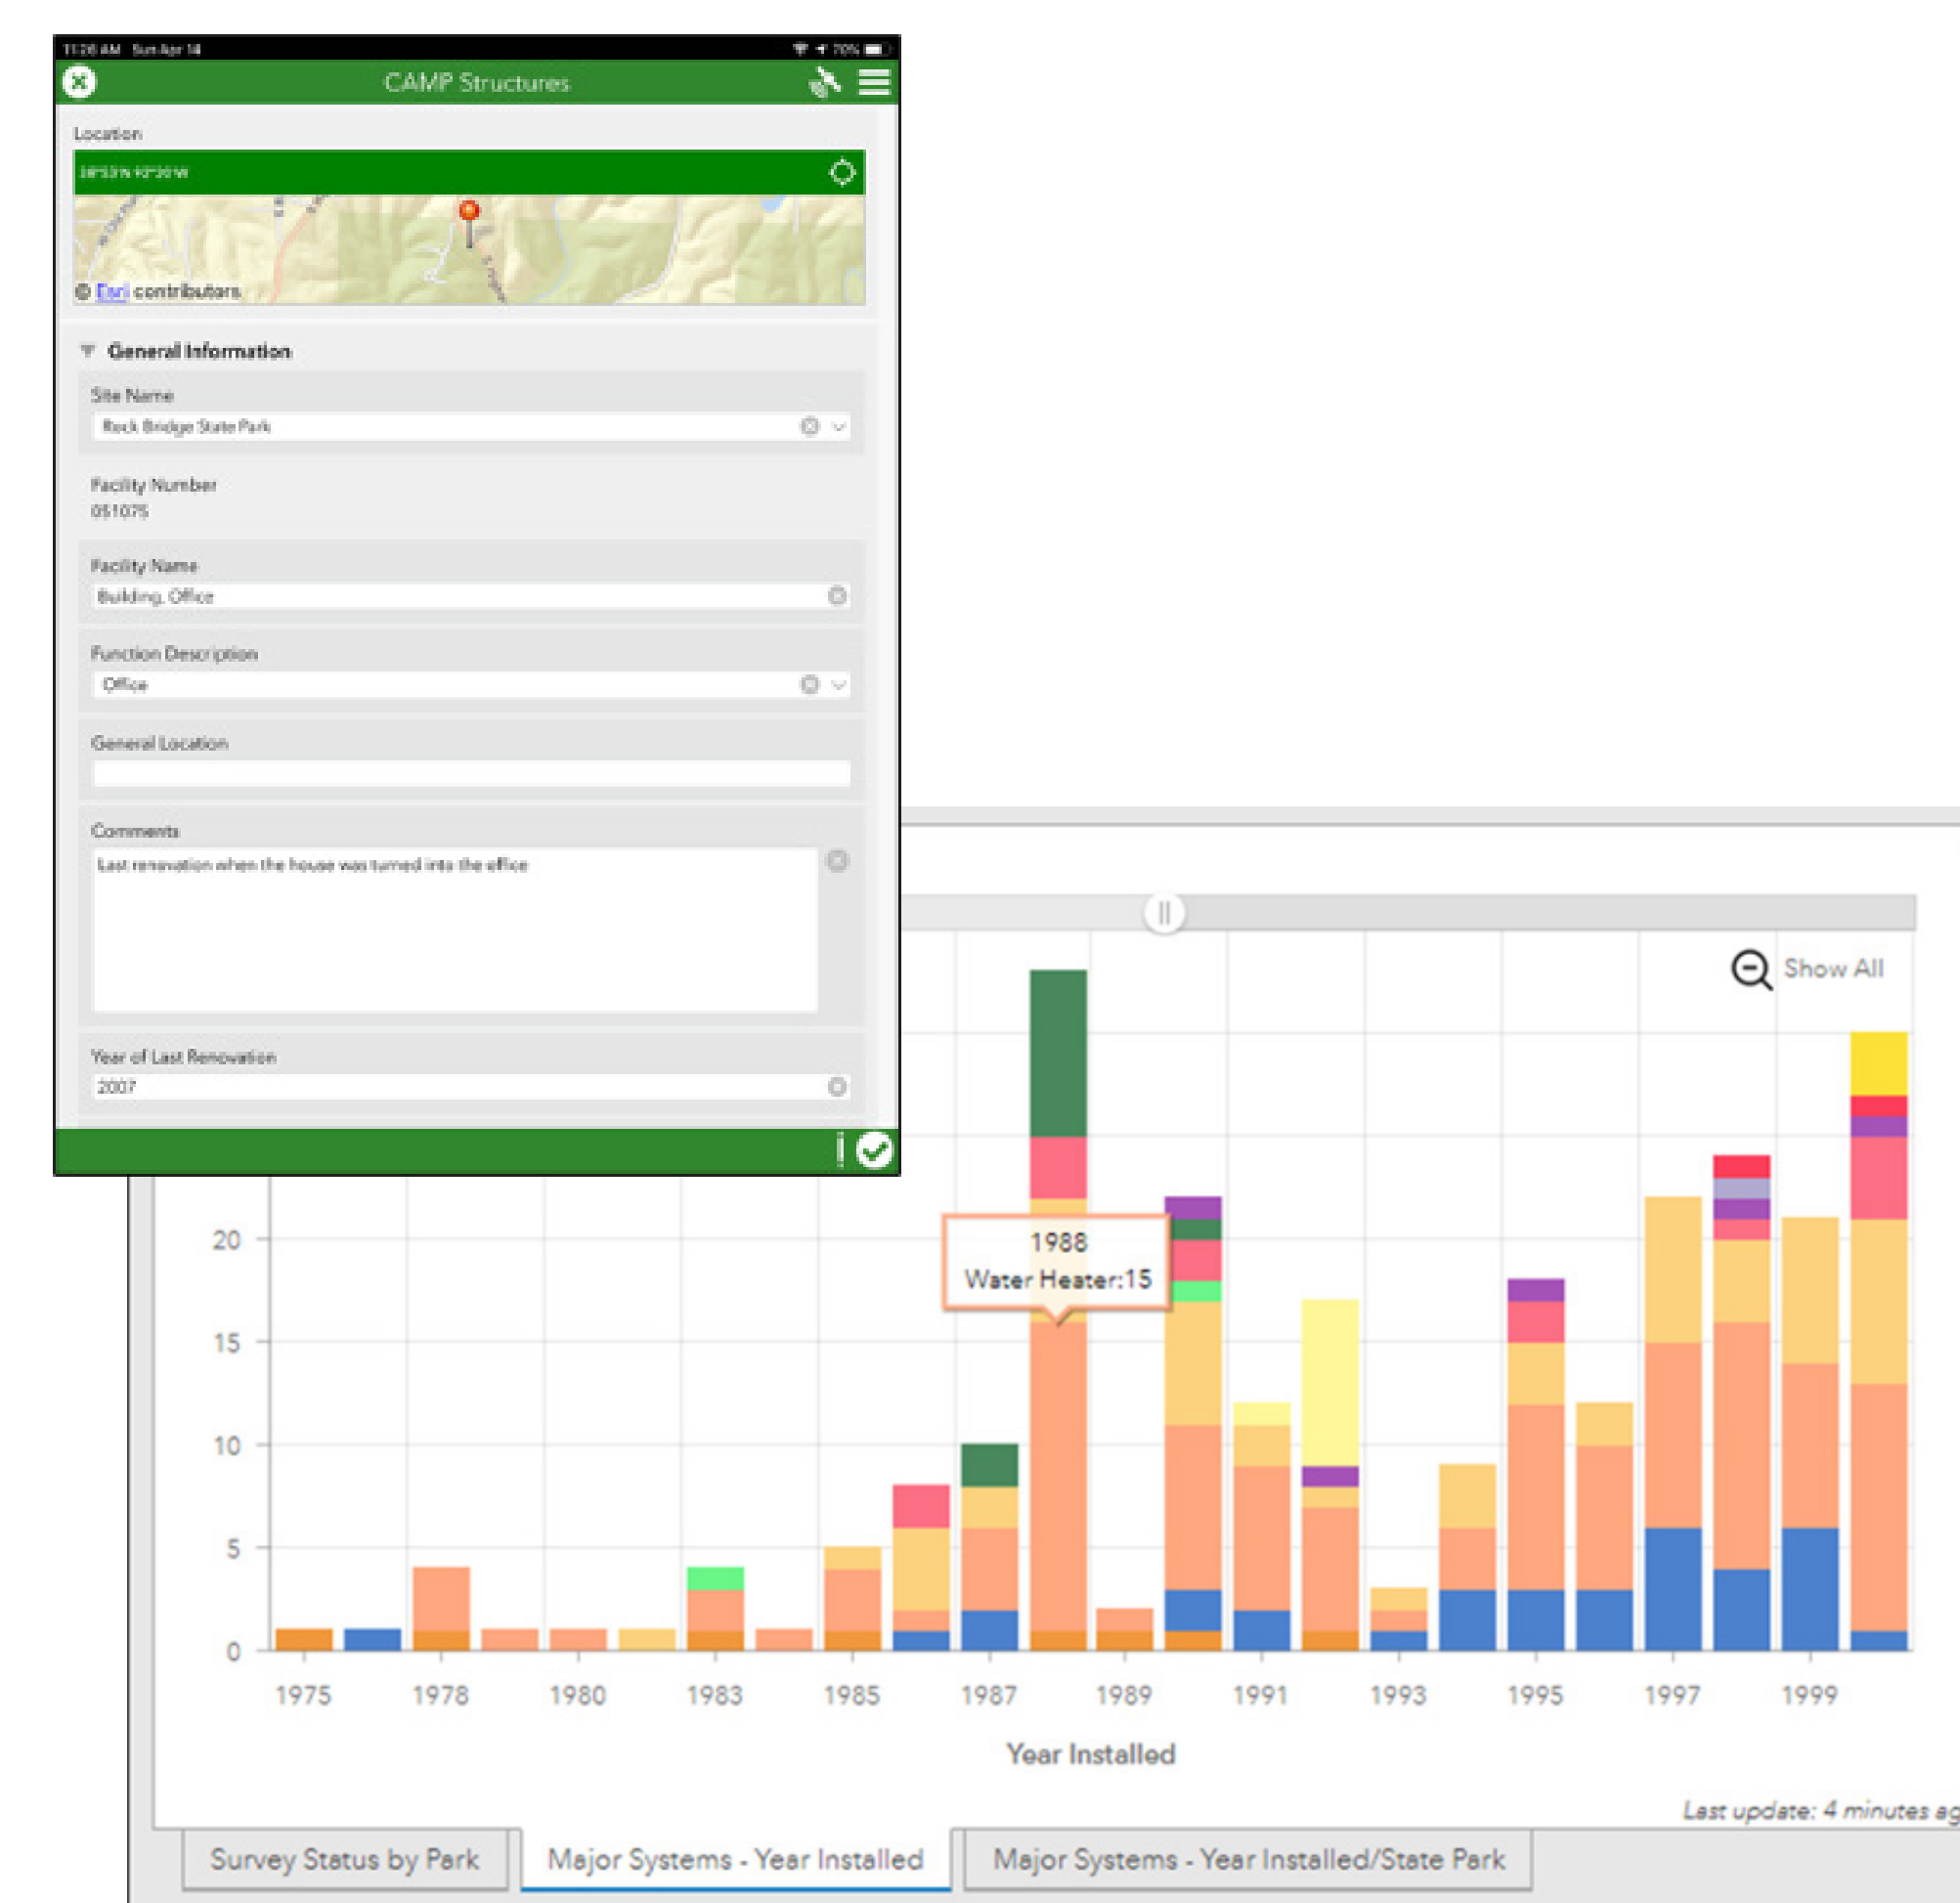 11:26 AM Sun Apr 14
70%
CAMP Structures
Location
© Esri contributors
General Information
Site Name
Rock Bridge State Park
Facility Number
051075
Facility Name
Building, Office
Function Description
Office
General Location
Comments
Last renovation when the house was turned into the office
Year of Last Renovation
2007
Show All
1988
Water Heater:15
20
15
10
5
0
1975 1978 1980 1983 1985 1987 1989 1991 1993 1995 1997 1999
Year Installed
Last update: 4 minutes ag
Survey Status by Park Major Systems - Year Installed Major Systems - Year Installed/State Park